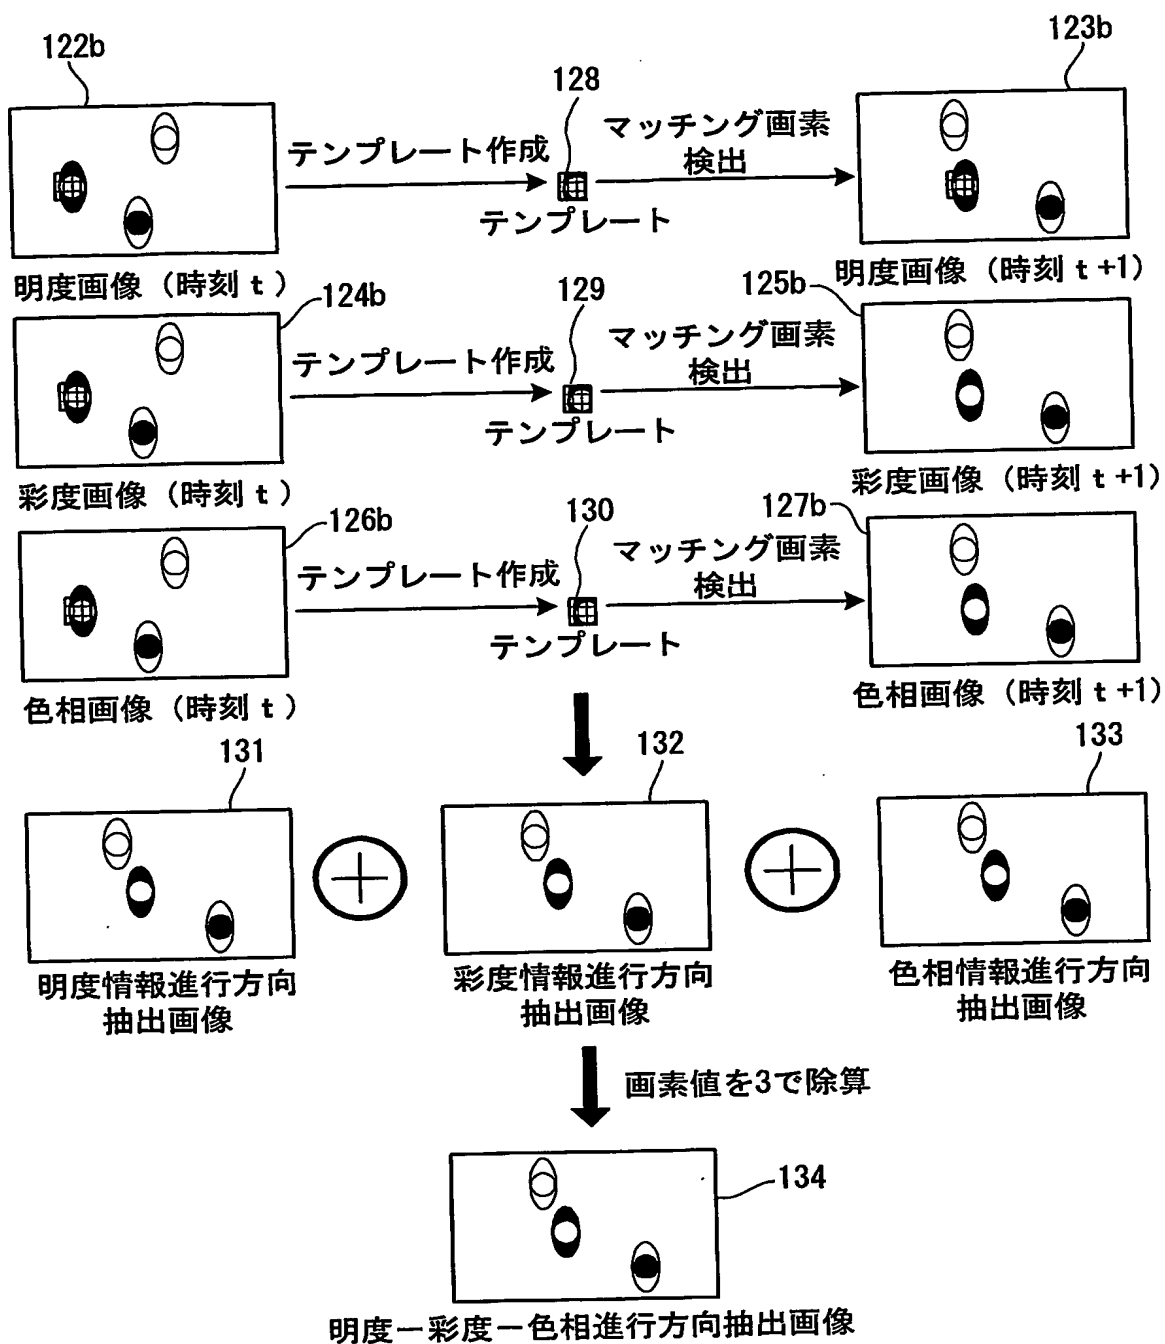 122b
123b
128
テンプレート作成
マッチング画素
検出
テンプレート
明度画像（時刻 t ）
明度画像（時刻 t +1）
124b
129
125b
テンプレート作成
マッチング画素
検出
テンプレート
彩度画像（時刻 t ）
彩度画像（時刻 t +1）
126b
130
127b
テンプレート作成
マッチング画素
検出
テンプレート
色相画像（時刻 t ）
色相画像（時刻 t +1）
131
132
133
明度情報進行方向
抽出画像
彩度情報進行方向
抽出画像
色相情報進行方向
抽出画像
画素値を3で除算
134
明度－彩度－色相進行方向抽出画像